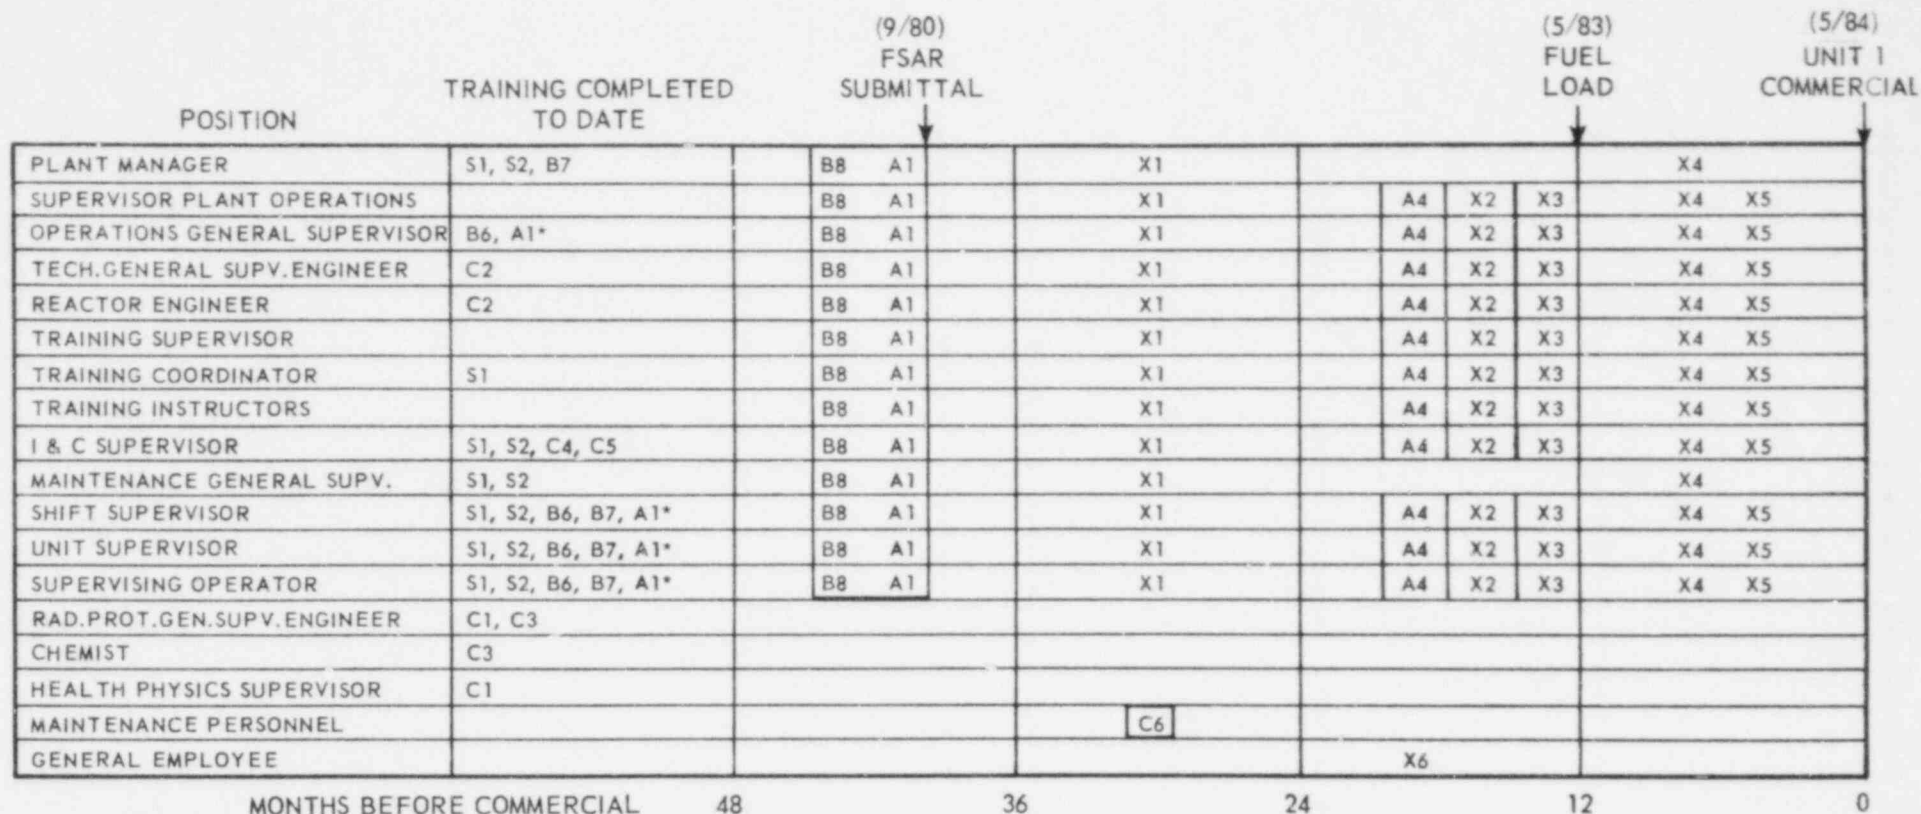 (9/80) (5/83) (5/84)
FSAR FUEL UNIT 1
TRAINING COMPLETED SUBMITTAL LOAD COMMERCIAL
POSITION TO DATE
PLANT MANAGER S1, S2, B7 B8 A1 X1 X4
SUPERVISOR PLANT OPERATIONS B8 A1 X1 A4 X2 X3 X4 X5
OPERATIONS GENERAL SUPERVISOR B6, A1* B8 A1 X1 A4 X2 X3 X4 X5
TECH.GENERAL SUPV.ENGINEER C2 B8 A1 X1 A4 X2 X3 X4 X5
REACTOR ENGINEER C2 B8 A1 X1 A4 X2 X3 X4 X5
TRAINING SUPERVISOR B8 A1 X1 A4 X2 X3 X4 X5
TRAINING COORDINATOR S1 B8 A1 X1 A4 X2 X3 X4 X5
TRAINING INSTRUCTORS B8 A1 X1 A4 X2 X3 X4 X5
I & C SUPERVISOR S1, S2, C4, C5 B8 A1 X1 A4 X2 X3 X4 X5
MAINTENANCE GENERAL SUPV. S1, S2 B8 A1 X1 X4
SHIFT SUPERVISOR S1, S2, B6, B7, A1* B8 A1 X1 A4 X2 X3 X4 X5
UNIT SUPERVISOR S1, S2, B6, B7, A1* B8 A1 X1 A4 X2 X3 X4 X5
SUPERVISING OPERATOR S1, S2, B6, B7, A1* B8 A1 X1 A4 X2 X3 X4 X5
RAD.PROT.GEN.SUPV.ENGINEER C1, C3
CHEMIST C3
HEALTH PHYSICS SUPERVISOR C1
MAINTENANCE PERSONNEL C6
GENERAL EMPLOYEE X6
MONTHS BEFORE COMMERCIAL 48 36 24 12 0